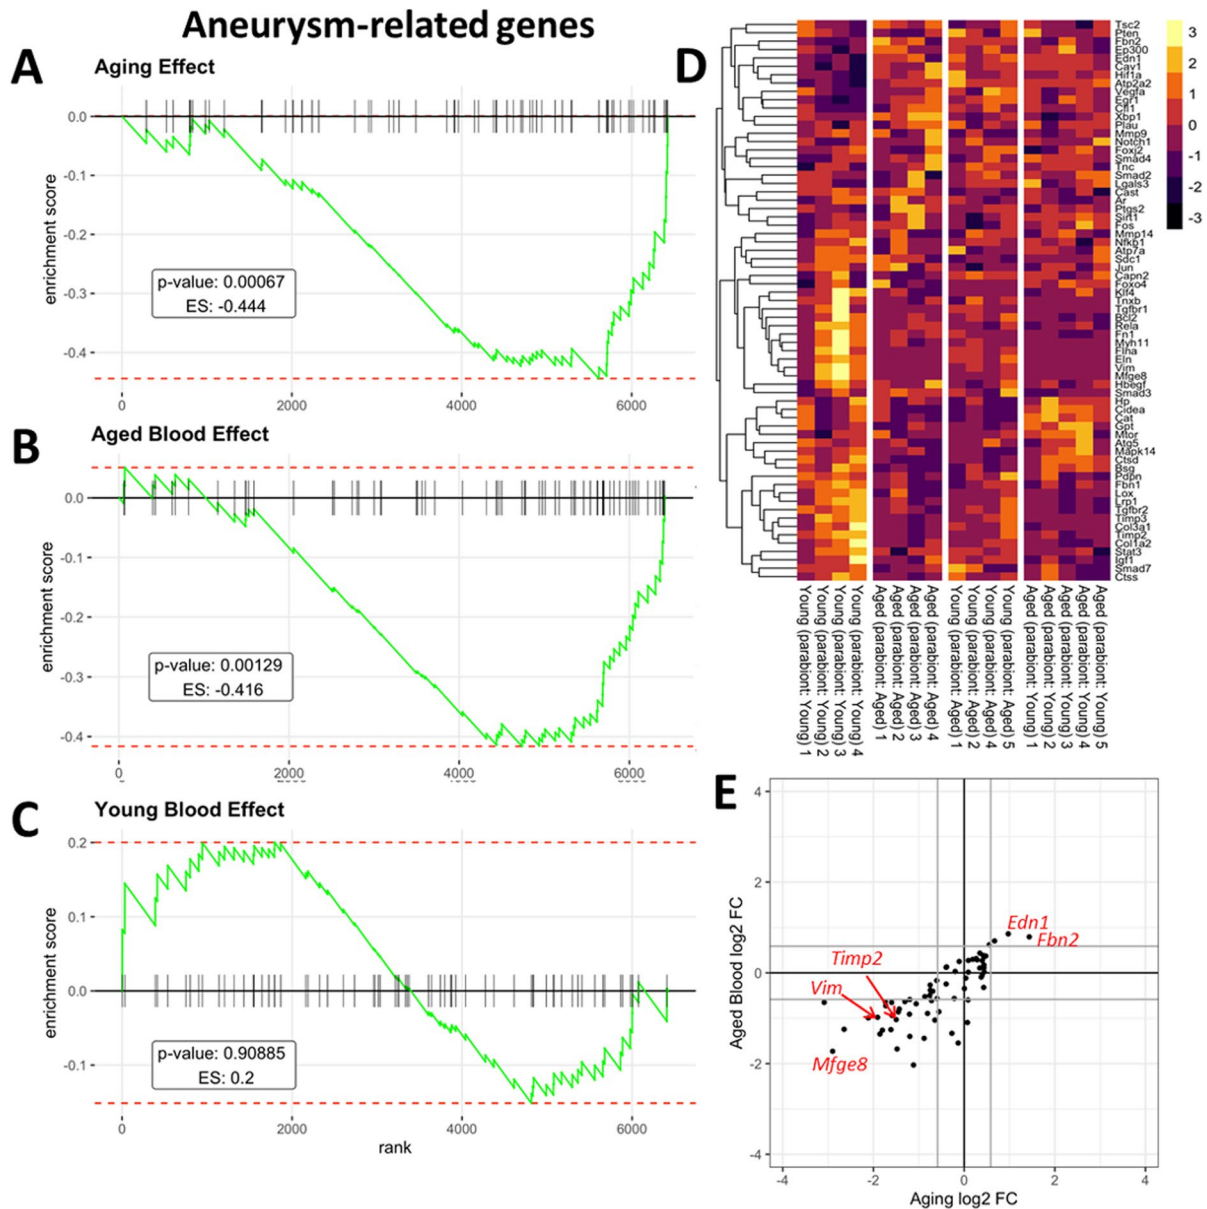 Aneurysm-related genes
A
Aging Effect
0.0
-0.1
-0.2
-0.3
-0.4
enrichment score
p-value: 0.00067
ES: -0.444
0 2000 4000 6000
B
Aged Blood Effect
0.0
-0.1
-0.2
-0.3
-0.4
enrichment score
p-value: 0.00129
ES: -0.416
0 2000 4000 6000
C
Young Blood Effect
0.2
0.1
0.0
-0.1
enrichment score
p-value: 0.90885
ES: 0.2
0 2000 4000 6000
rank
D
Tsc2
Pten
Fbn2
Ep300
Edn1
Cav1
Hif1a
Atp2a2
Vegfa
Egr1
Cfl1
Xbp1
Plau
Mmp9
Notch1
Foxj2
Smad4
Tnc
Smad2
Lgals3
Cast
Ar
Ptgs2
Sirt1
Fos
Mmp14
Nfkb1
Atp7a
Sdc1
Jun
Capn2
Foxo4
Klf4
Tnxb
Tgfbr1
Bcl2
Rela
Fn1
Myh11
Flna
Eln
Vim
Mfge8
Hbegf
Smad3
Hp
Cidea
Cat
Gpt
Mtor
Atg5
Mapk14
Ctsd
Bsg
Pdpn
Fbn1
Lox
Lrp1
Tgfbr2
Timp3
Col3a1
Timp2
Col1a2
Stat3
Igf1
Smad7
Ctss
3
2
1
0
-1
-2
-3
Young (parabiont: Young) 1
Young (parabiont: Young) 2
Young (parabiont: Young) 3
Young (parabiont: Young) 4
Aged (parabiont: Aged) 1
Aged (parabiont: Aged) 2
Aged (parabiont: Aged) 3
Aged (parabiont: Aged) 4
Young (parabiont: Aged) 1
Young (parabiont: Aged) 2
Young (parabiont: Aged) 4
Young (parabiont: Aged) 5
Aged (parabiont: Young) 1
Aged (parabiont: Young) 2
Aged (parabiont: Young) 3
Aged (parabiont: Young) 4
Aged (parabiont: Young) 5
E
4
2
0
-2
-4
Aged Blood log2 FC
Edn1
Fbn2
Timp2
Vim
Mfge8
-4 -2 0 2 4
Aging log2 FC